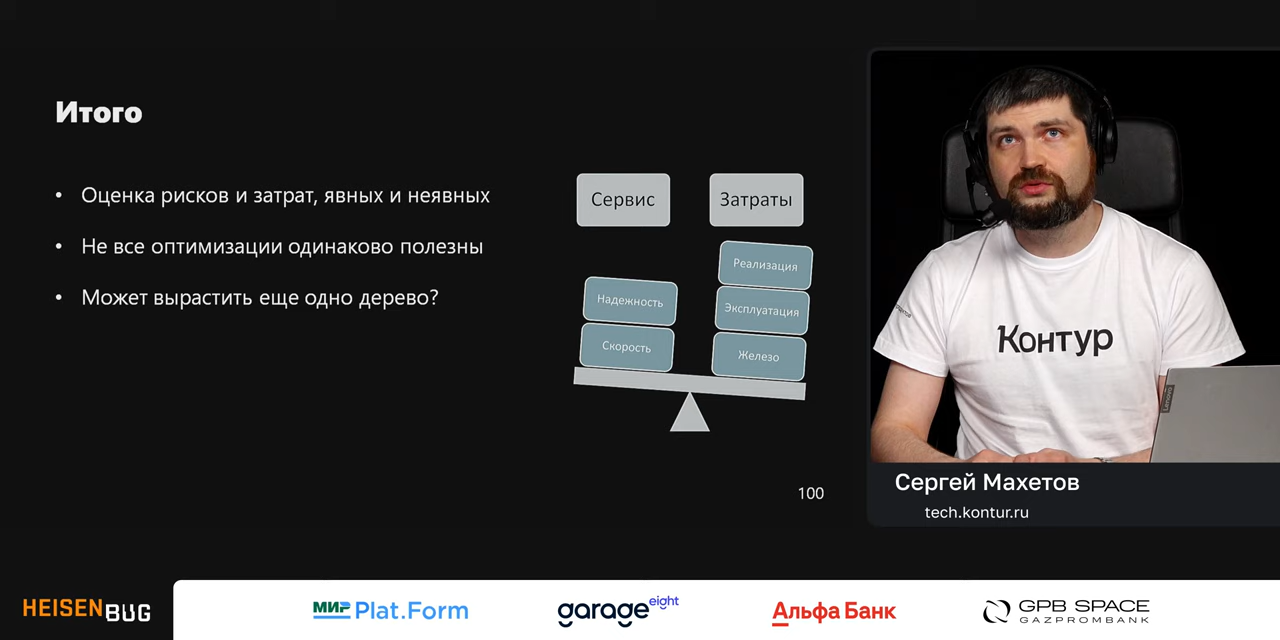 Итого
• Оценка рисков и затрат, явных и неявных
• Не все оптимизации одинаково полезны
• Может вырастить еще одно дерево?
Сервис
Затраты
Реализация
Надежность
Эксплуатация
Скорость
Железо
100
Контур
Lenovo
Сергей Махетов
tech.kontur.ru
HEISENBUG
МИР Plat.Form
garage eight
Альфа Банк
GPB SPACE
GAZPROMBANK